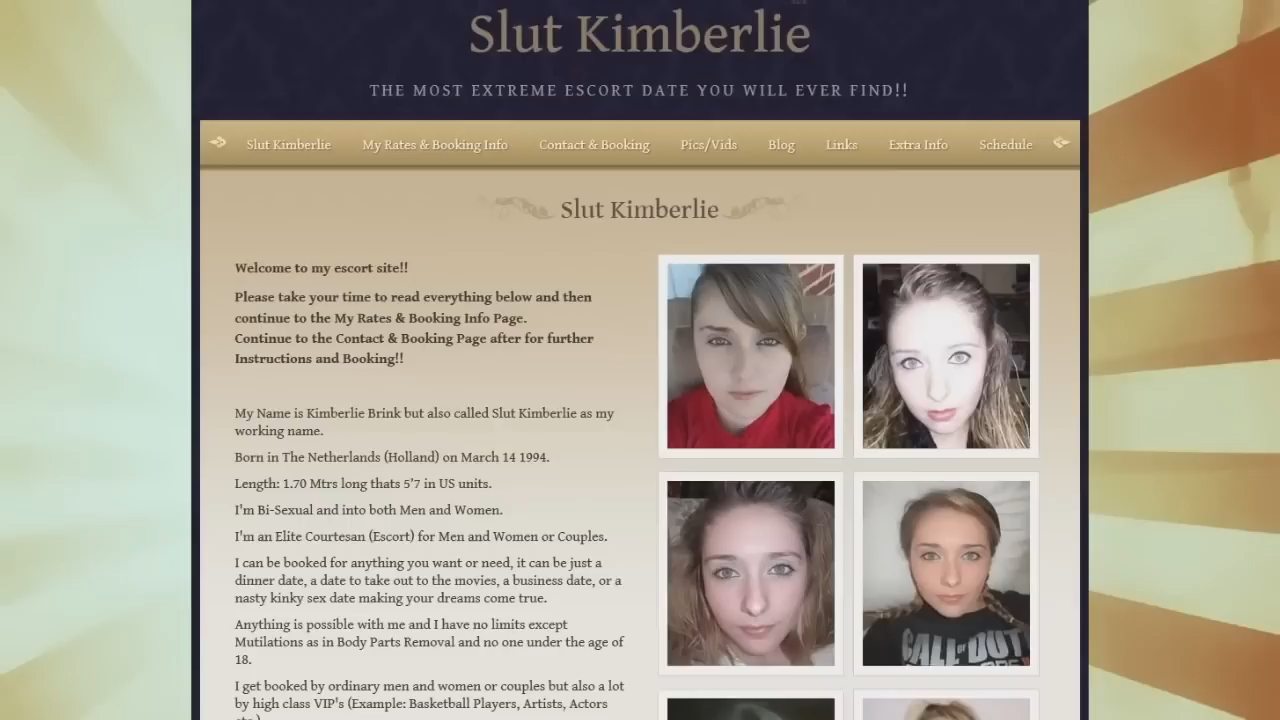 Slut Kimberlie
THE MOST EXTREME ESCORT DATE YOU WILL EVER FIND!!
Slut Kimberlie My Rates & Booking Info Contact & Booking Pics/Vids Blog Links Extra Info Schedule
Slut Kimberlie
Welcome to my escort site!!
Please take your time to read everything below and then
continue to the My Rates & Booking Info Page.
Continue to the Contact & Booking Page after for further
Instructions and Booking!!
My Name is Kimberlie Brink but also called Slut Kimberlie as my
working name.
Born in The Netherlands (Holland) on March 14 1994.
Length: 1.70 Mtrs long thats 5'7 in US units.
I'm Bi-Sexual and into both Men and Women.
I'm an Elite Courtesan (Escort) for Men and Women or Couples.
I can be booked for anything you want or need, it can be just a
dinner date, a date to take out to the movies, a business date, or a
nasty kinky sex date making your dreams come true.
Anything is possible with me and I have no limits except
Mutilations as in Body Parts Removal and no one under the age of
18.
I get booked by ordinary men and women or couples but also a lot
by high class VIP's (Example: Basketball Players, Artists, Actors
CALL OF DUTY